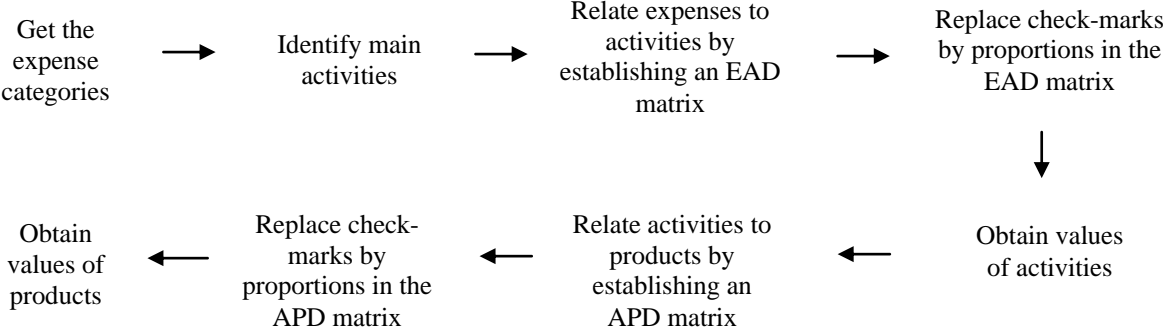 Get the
expense
categories
Identify main
activities
Relate expenses to
activities by
establishing an EAD
matrix
Replace check-marks
by proportions in the
EAD matrix
Obtain values
of activities
Relate activities to
products by
establishing an
APD matrix
Replace check-
marks by
proportions in the
APD matrix
Obtain
values of
products